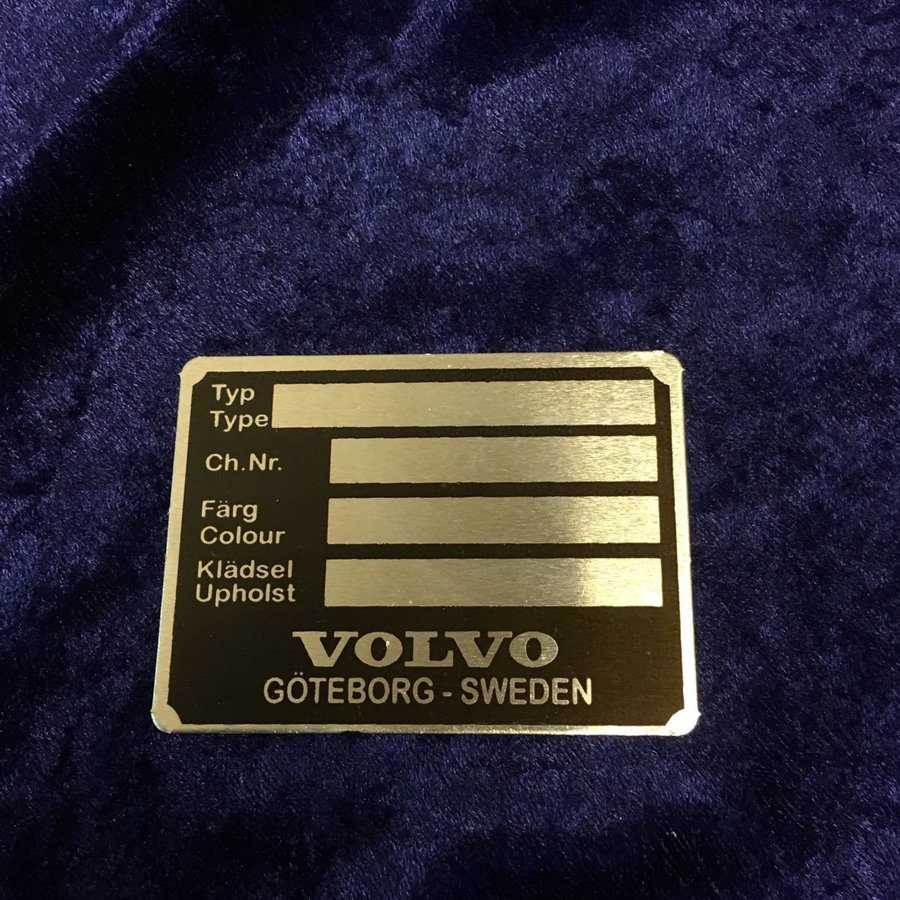 Typ
Type
Ch.Nr.
Färg
Colour
Klädsel
Upholst
VOLVO
GÖTEBORG - SWEDEN